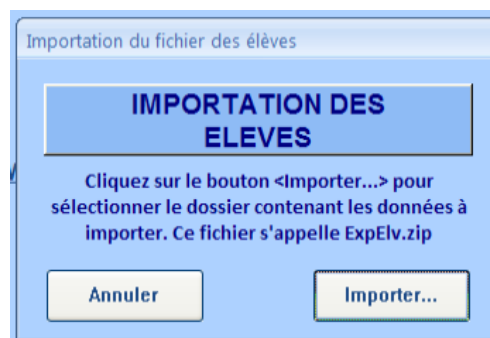 Importation du fichier des élèves
IMPORTATION DES
ELEVES
Cliquez sur le bouton <Importer...> pour
sélectionner le dossier contenant les données à
importer. Ce fichier s'appelle ExpElv.zip
Annuler
Importer...